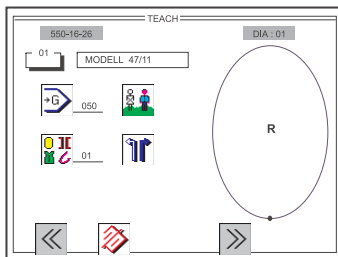 TEACH
550-16-26
DIA : 01
01
MODELL 47/11
G
050
R
01